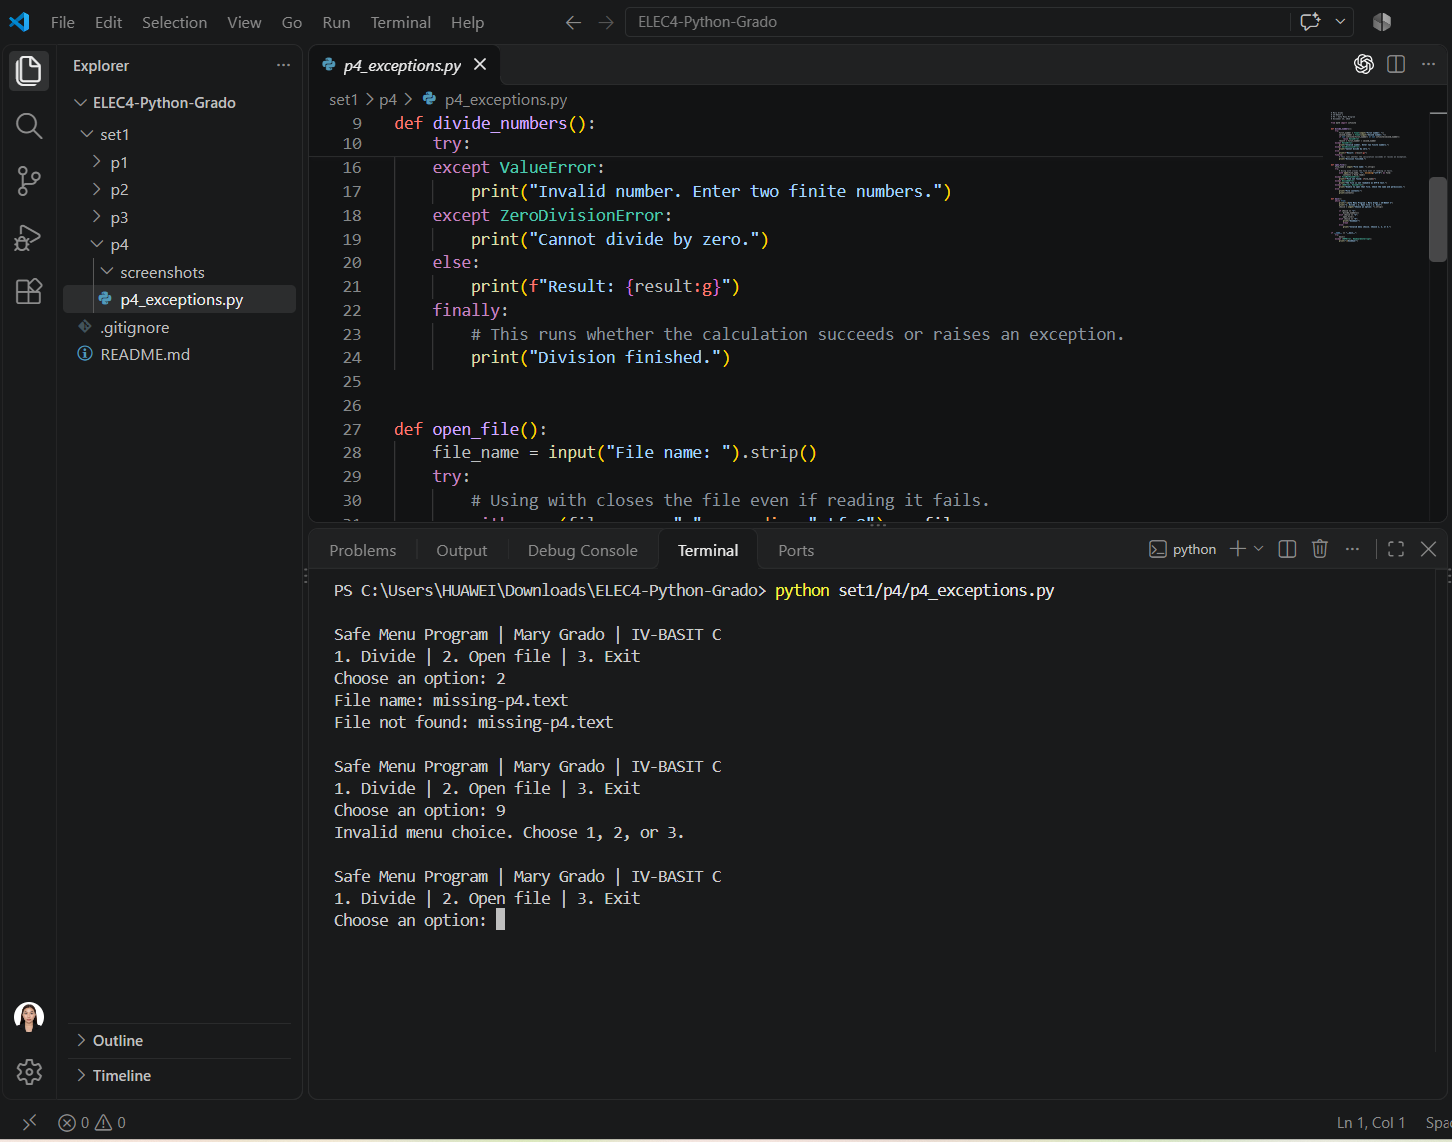 File Edit Selection View Go Run Terminal Help
ELEC4-Python-Grado
Explorer
ELEC4-Python-Grado
set1
p1
p2
p3
p4
screenshots
p4_exceptions.py
.gitignore
README.md
Outline
Timeline
p4_exceptions.py
set1 > p4 > p4_exceptions.py
9 def divide_numbers():
10 try:
16 except ValueError:
17 print("Invalid number. Enter two finite numbers.")
18 except ZeroDivisionError:
19 print("Cannot divide by zero.")
20 else:
21 print(f"Result: {result:g}")
22 finally:
23 # This runs whether the calculation succeeds or raises an exception.
24 print("Division finished.")
25
26
27 def open_file():
28 file_name = input("File name: ").strip()
29 try:
30 # Using with closes the file even if reading it fails.
Problems Output Debug Console Terminal Ports
python
PS C:\Users\HUAWEI\Downloads\ELEC4-Python-Grado> python set1/p4/p4_exceptions.py
Safe Menu Program | Mary Grado | IV-BASIT C
1. Divide | 2. Open file | 3. Exit
Choose an option: 2
File name: missing-p4.text
File not found: missing-p4.text
Safe Menu Program | Mary Grado | IV-BASIT C
1. Divide | 2. Open file | 3. Exit
Choose an option: 9
Invalid menu choice. Choose 1, 2, or 3.
Safe Menu Program | Mary Grado | IV-BASIT C
1. Divide | 2. Open file | 3. Exit
Choose an option:
0 0
Ln 1, Col 1 Spa